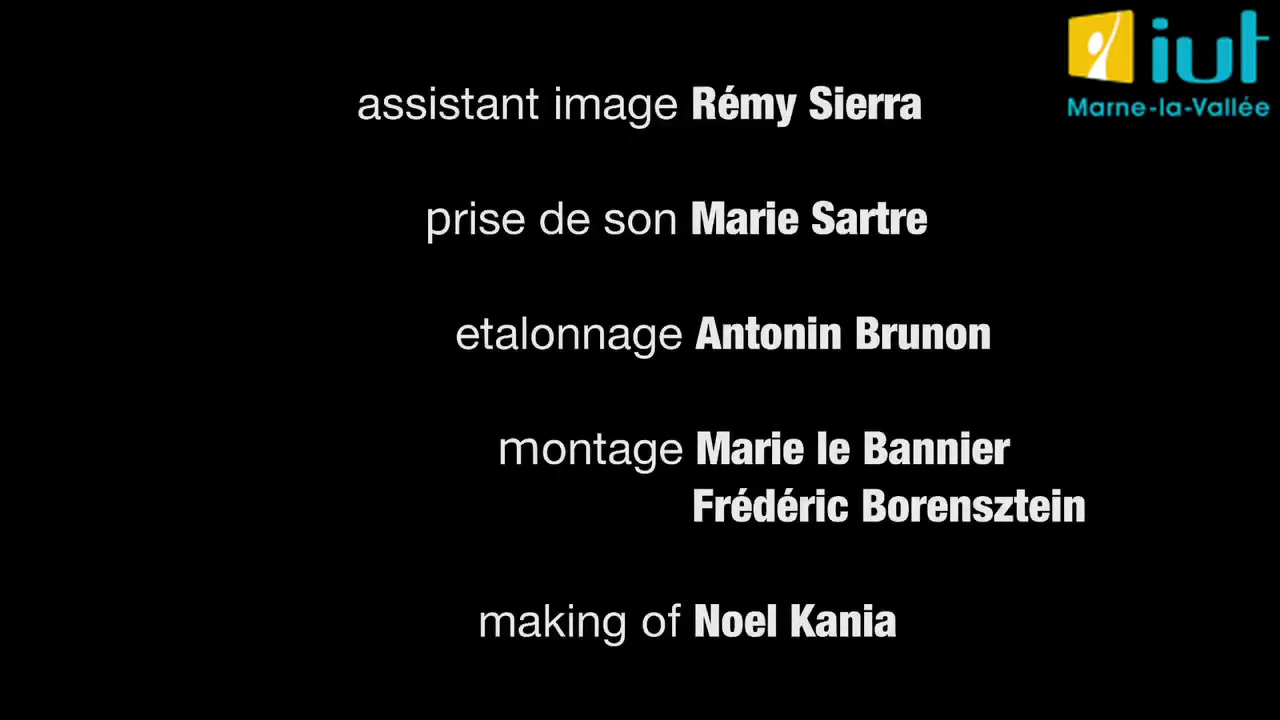 iut
Marne-la-Vallée
assistant image Rémy Sierra
prise de son Marie Sartre
etalonnage Antonin Brunon
montage Marie le Bannier
Frédéric Borensztein
making of Noel Kania